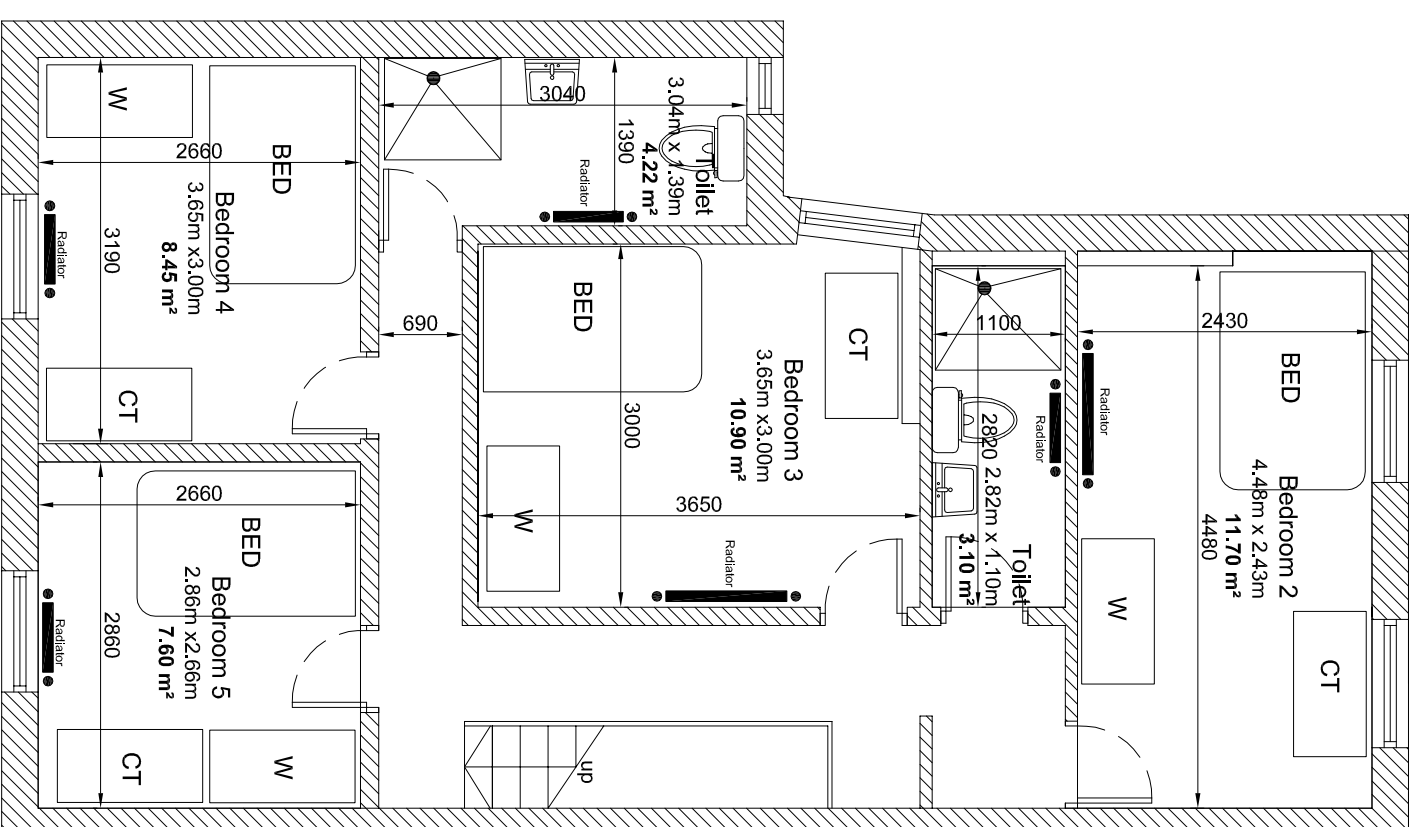 W
2660
BED
Bedroom 4
3.65m x3.00m
8.45 m²
3190
Radiator
CT
3040
1390
Radiator
Toilet
3.04m x 1.39m
4.22 m²
690
BED
Bedroom 3
3.65m x3.00m
10.90 m²
3000
CT
W
3650
Radiator
1100
2820
Radiator
Toilet
2.82m x 1.10m
3.10 m²
2430
BED
Radiator
Bedroom 2
4.48m x 2.43m
11.70 m²
4480
W
CT
2660
BED
Bedroom 5
2.86m x2.66m
7.60 m²
2860
Radiator
CT
W
up